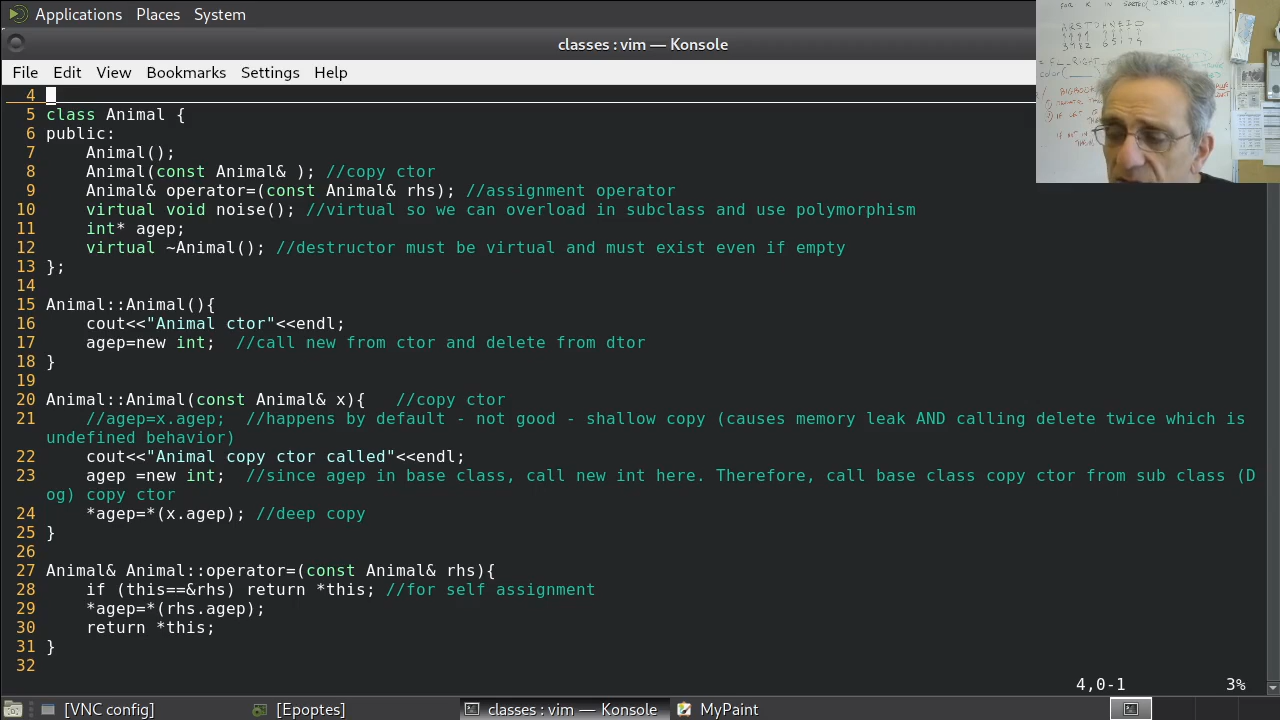 Applications Places System
classes : vim — Konsole
File Edit View Bookmarks Settings Help
4
5 class Animal {
6 public:
7     Animal();
8     Animal(const Animal& ); //copy ctor
9     Animal& operator=(const Animal& rhs); //assignment operator
10     virtual void noise(); //virtual so we can overload in subclass and use polymorphism
11     int* agep;
12     virtual ~Animal(); //destructor must be virtual and must exist even if empty
13 };
14
15 Animal::Animal(){
16     cout<<"Animal ctor"<<endl;
17     agep=new int;  //call new from ctor and delete from dtor
18 }
19
20 Animal::Animal(const Animal& x){   //copy ctor
21     //agep=x.agep;  //happens by default - not good - shallow copy (causes memory leak AND calling delete twice which is
undefined behavior)
22     cout<<"Animal copy ctor called"<<endl;
23     agep =new int;  //since agep in base class, call new int here. Therefore, call base class copy ctor from sub class (D
og) copy ctor
24     *agep=*(x.agep); //deep copy
25 }
26
27 Animal& Animal::operator=(const Animal& rhs){
28     if (this==&rhs) return *this; //for self assignment
29     *agep=*(rhs.agep);
30     return *this;
31 }
32
4,0-1 3%
[VNC config] [Epoptes] classes : vim — Konsole MyPaint